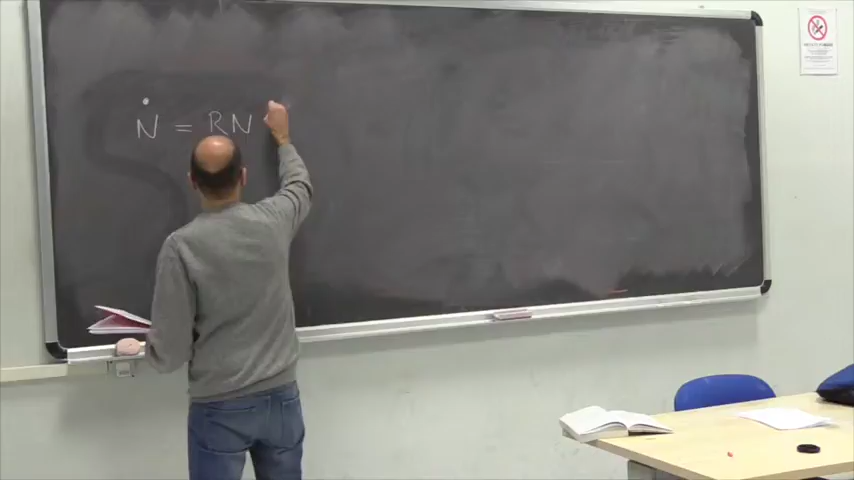 Ṅ = RN